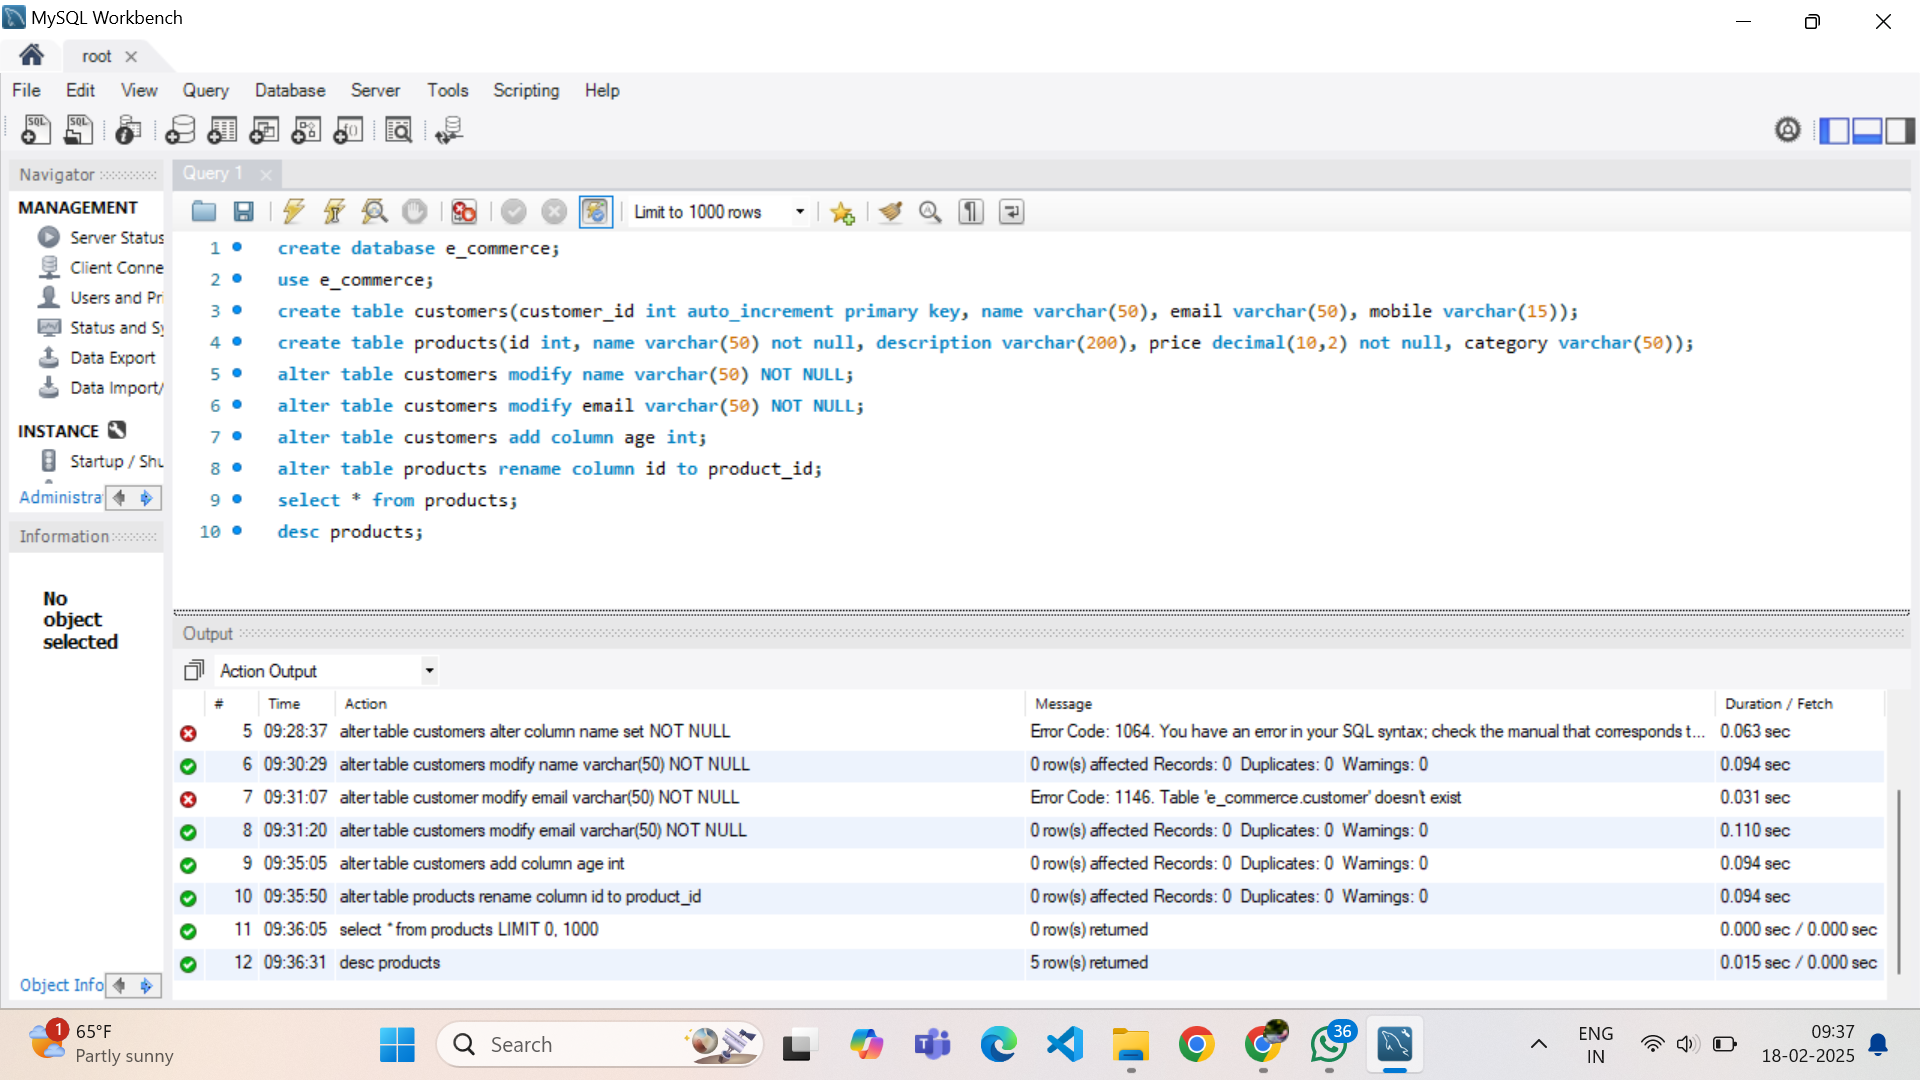 MySQL Workbench
root
File Edit View Query Database Server Tools Scripting Help
Navigator
MANAGEMENT
Server Status
Client Conne
Users and Pri
Status and Sy
Data Export
Data Import/
INSTANCE
Startup / Shu
Administra
Information
No
object
selected
Object Info
Query 1
Limit to 1000 rows
1 create database e_commerce;
2 use e_commerce;
3 create table customers(customer_id int auto_increment primary key, name varchar(50), email varchar(50), mobile varchar(15));
4 create table products(id int, name varchar(50) not null, description varchar(200), price decimal(10,2) not null, category varchar(50));
5 alter table customers modify name varchar(50) NOT NULL;
6 alter table customers modify email varchar(50) NOT NULL;
7 alter table customers add column age int;
8 alter table products rename column id to product_id;
9 select * from products;
10 desc products;
Output
Action Output
# Time Action Message Duration / Fetch
5 09:28:37 alter table customers alter column name set NOT NULL Error Code: 1064. You have an error in your SQL syntax; check the manual that corresponds t... 0.063 sec
6 09:30:29 alter table customers modify name varchar(50) NOT NULL 0 row(s) affected Records: 0 Duplicates: 0 Warnings: 0 0.094 sec
7 09:31:07 alter table customer modify email varchar(50) NOT NULL Error Code: 1146. Table 'e_commerce.customer' doesn't exist 0.031 sec
8 09:31:20 alter table customers modify email varchar(50) NOT NULL 0 row(s) affected Records: 0 Duplicates: 0 Warnings: 0 0.110 sec
9 09:35:05 alter table customers add column age int 0 row(s) affected Records: 0 Duplicates: 0 Warnings: 0 0.094 sec
10 09:35:50 alter table products rename column id to product_id 0 row(s) affected Records: 0 Duplicates: 0 Warnings: 0 0.094 sec
11 09:36:05 select * from products LIMIT 0, 1000 0 row(s) returned 0.000 sec / 0.000 sec
12 09:36:31 desc products 5 row(s) returned 0.015 sec / 0.000 sec
1
65°F
Partly sunny
Search
36
ENG
IN
09:37
18-02-2025